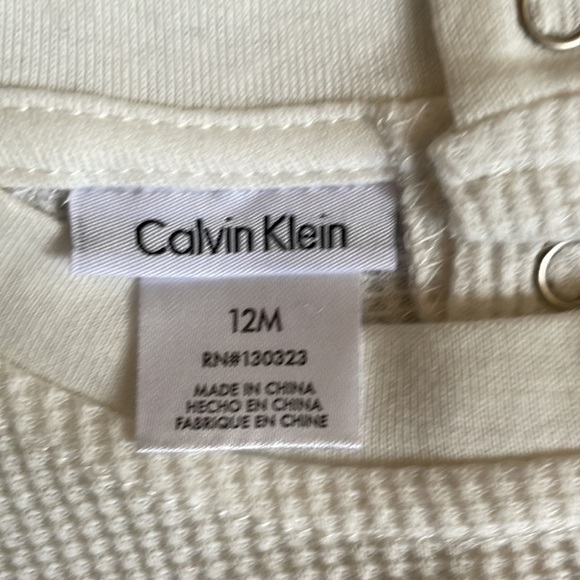 Calvin Klein
12M
RN#130323
MADE IN CHINA
HECHO EN CHINA
FABRIQUE EN CHINE